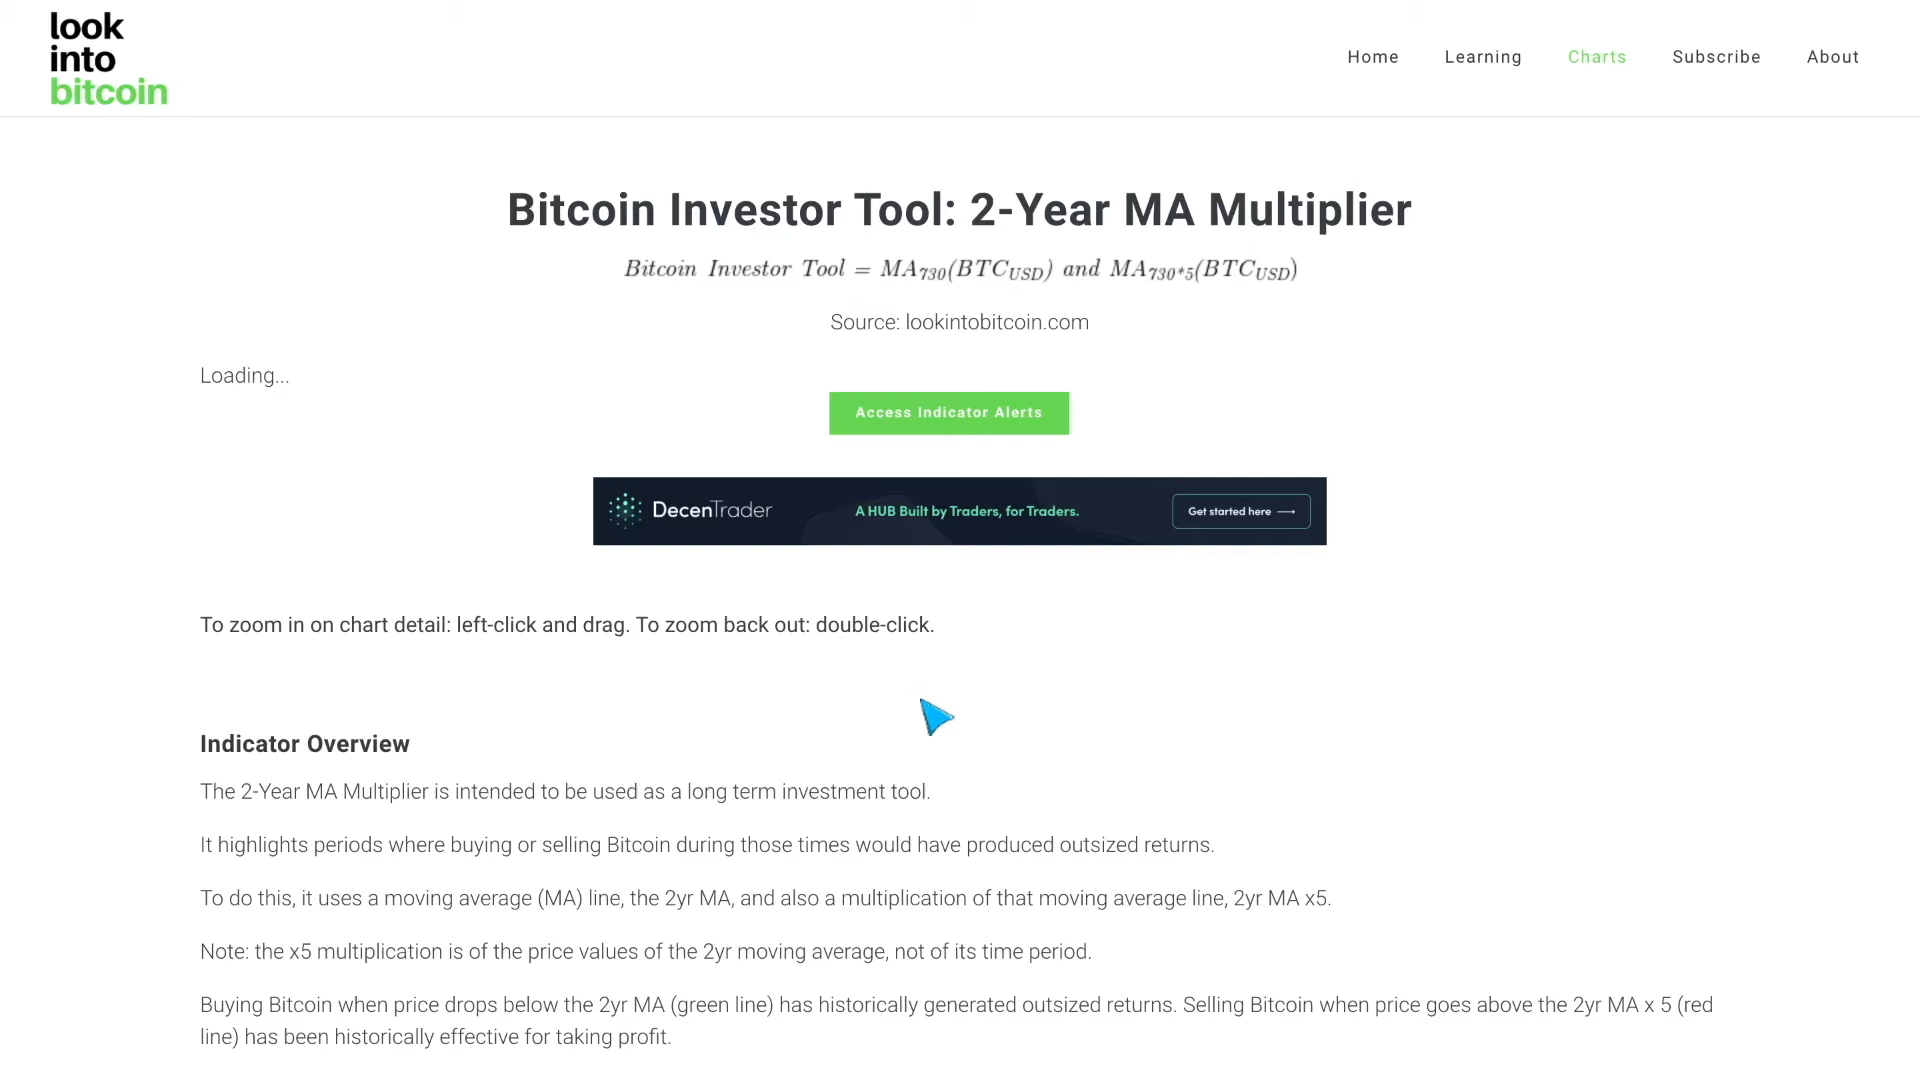 look
into
bitcoin
Home Learning Charts Subscribe About
Bitcoin Investor Tool: 2-Year MA Multiplier
Bitcoin Investor Tool = MA730(BTCUSD) and MA730*5(BTCUSD)
Source: lookintobitcoin.com
Loading...
Access Indicator Alerts
DecenTrader A HUB Built by Traders, for Traders. Get started here ⟶
To zoom in on chart detail: left-click and drag. To zoom back out: double-click.
Indicator Overview
The 2-Year MA Multiplier is intended to be used as a long term investment tool.
It highlights periods where buying or selling Bitcoin during those times would have produced outsized returns.
To do this, it uses a moving average (MA) line, the 2yr MA, and also a multiplication of that moving average line, 2yr MA x5.
Note: the x5 multiplication is of the price values of the 2yr moving average, not of its time period.
Buying Bitcoin when price drops below the 2yr MA (green line) has historically generated outsized returns. Selling Bitcoin when price goes above the 2yr MA x 5 (red
line) has been historically effective for taking profit.